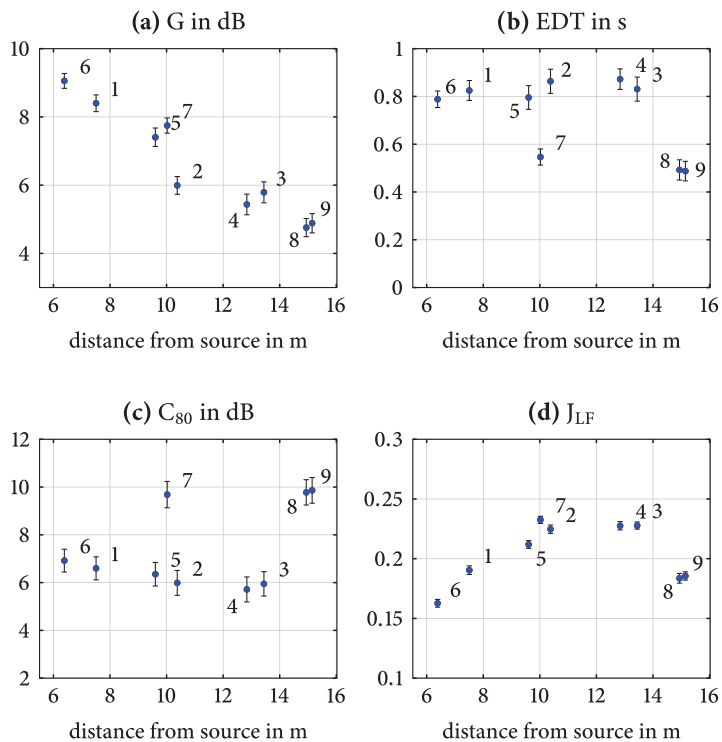 (a) G in dB
10
8
6
4
6 1 5 7 2 4 3 8 9
6 8 10 12 14 16
distance from source in m
(b) EDT in s
1
0.8
0.6
0.4
0.2
0
6 1 5 2 7 4 3 8 9
6 8 10 12 14 16
distance from source in m
(c) C₈₀ in dB
12
10
8
6
4
2
6 1 5 7 2 4 3 8 9
6 8 10 12 14 16
distance from source in m
(d) J_LF
0.3
0.25
0.2
0.15
0.1
6 1 5 7 2 4 3 8 9
6 8 10 12 14 16
distance from source in m